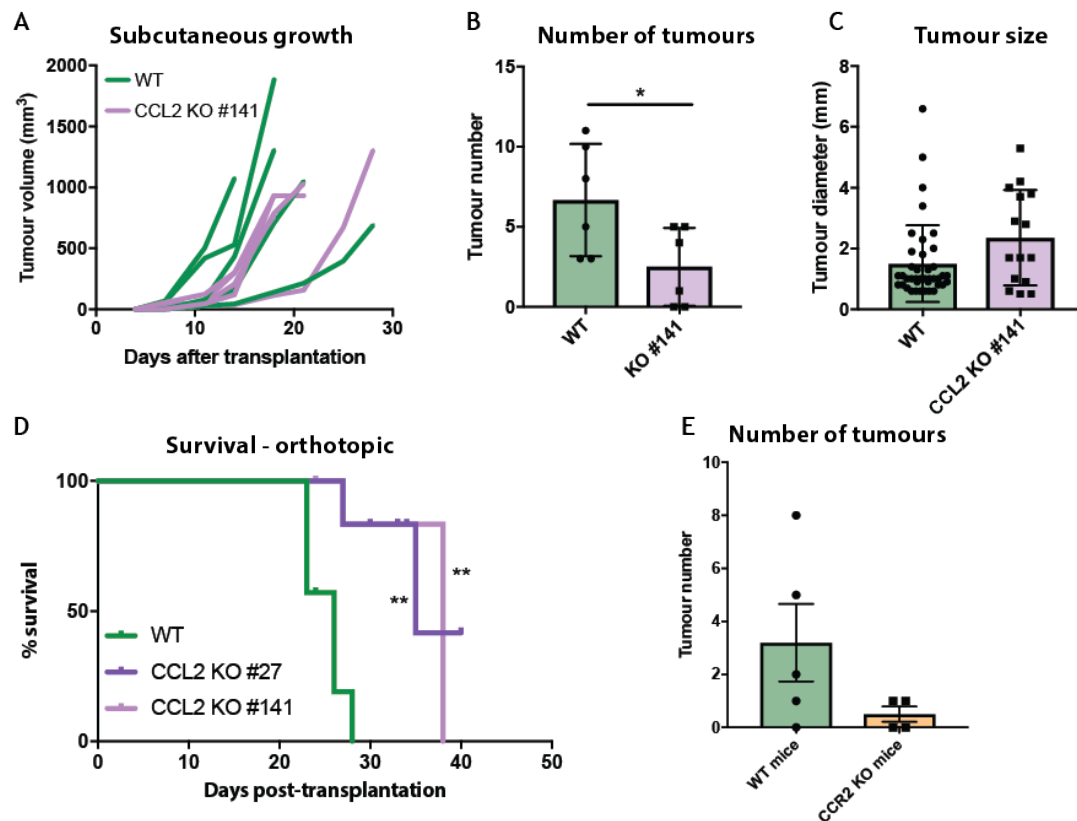 A
Subcutaneous growth
2000
1500
1000
500
0
0
10
20
30
Tumour volume (mm³)
Days after transplantation
WT
CCL2 KO #141
B
Number of tumours
15
10
5
0
Tumour number
*
WT
KO #141
C
Tumour size
8
6
4
2
0
Tumour diameter (mm)
WT
CCL2 KO #141
D
Survival - orthotopic
100
50
0
0
10
20
30
40
50
% survival
Days post-transplantation
**
**
WT
CCL2 KO #27
CCL2 KO #141
E
Number of tumours
10
8
6
4
2
0
Tumour number
WT mice
CCR2 KO mice